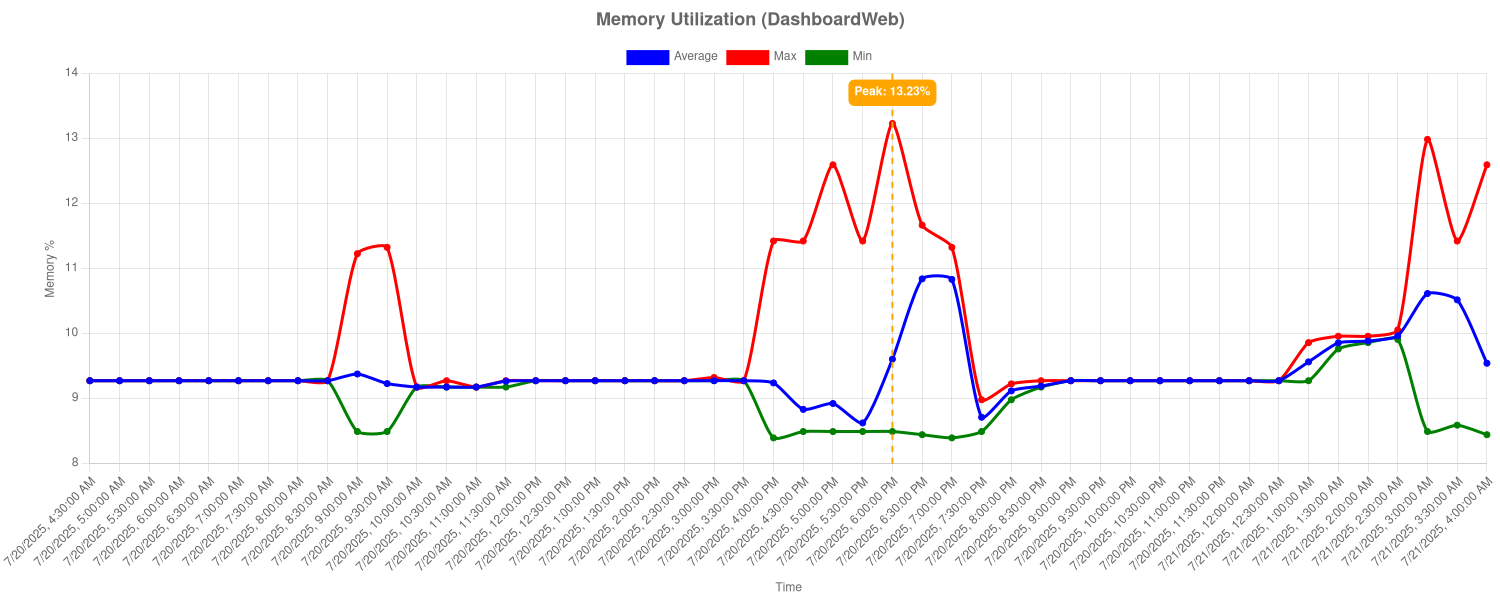 Memory Utilization (DashboardWeb)
Average Max Min
Peak: 13.23%
14
13
12
11
10
9
8
Memory %
7/20/2025, 4:30:00 AM
7/20/2025, 5:00:00 AM
7/20/2025, 5:30:00 AM
7/20/2025, 6:00:00 AM
7/20/2025, 6:30:00 AM
7/20/2025, 7:00:00 AM
7/20/2025, 7:30:00 AM
7/20/2025, 8:00:00 AM
7/20/2025, 8:30:00 AM
7/20/2025, 9:00:00 AM
7/20/2025, 9:30:00 AM
7/20/2025, 10:00:00 AM
7/20/2025, 10:30:00 AM
7/20/2025, 11:00:00 AM
7/20/2025, 11:30:00 AM
7/20/2025, 12:00:00 PM
7/20/2025, 12:30:00 PM
7/20/2025, 1:00:00 PM
7/20/2025, 1:30:00 PM
7/20/2025, 2:00:00 PM
7/20/2025, 2:30:00 PM
7/20/2025, 3:00:00 PM
7/20/2025, 3:30:00 PM
7/20/2025, 4:00:00 PM
7/20/2025, 4:30:00 PM
7/20/2025, 5:00:00 PM
7/20/2025, 5:30:00 PM
7/20/2025, 6:00:00 PM
7/20/2025, 6:30:00 PM
7/20/2025, 7:00:00 PM
7/20/2025, 7:30:00 PM
7/20/2025, 8:00:00 PM
7/20/2025, 8:30:00 PM
7/20/2025, 9:00:00 PM
7/20/2025, 9:30:00 PM
7/20/2025, 10:00:00 PM
7/20/2025, 10:30:00 PM
7/20/2025, 11:00:00 PM
7/20/2025, 11:30:00 PM
7/21/2025, 12:00:00 AM
7/21/2025, 12:30:00 AM
7/21/2025, 1:00:00 AM
7/21/2025, 1:30:00 AM
7/21/2025, 2:00:00 AM
7/21/2025, 2:30:00 AM
7/21/2025, 3:00:00 AM
7/21/2025, 3:30:00 AM
7/21/2025, 4:00:00 AM
Time